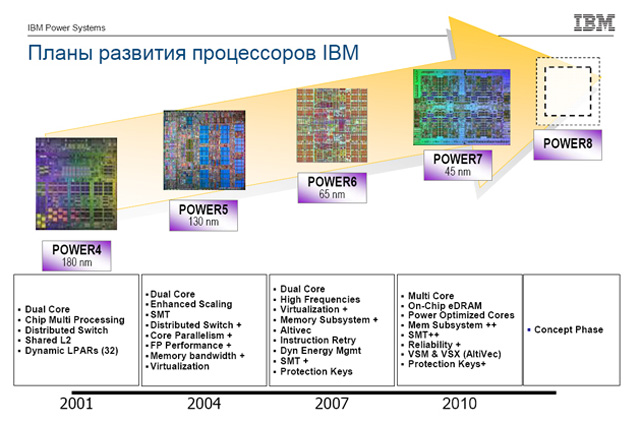 IBM Power Systems
IBM
Планы развития процессоров IBM
POWER4
180 nm
POWER5
130 nm
POWER6
65 nm
POWER7
45 nm
POWER8
Dual Core
Chip Multi Processing
Distributed Switch
Shared L2
Dynamic LPARs (32)
Dual Core
Enhanced Scaling
SMT
Distributed Switch +
Core Parallelism +
FP Performance +
Memory bandwidth +
Virtualization
Dual Core
High Frequencies
Virtualization +
Memory Subsystem +
Altivec
Instruction Retry
Dyn Energy Mgmt
SMT +
Protection Keys
Multi Core
On-Chip eDRAM
Power Optimized Cores
Mem Subsystem ++
SMT++
Reliability +
VSM & VSX (AltiVec)
Protection Keys+
Concept Phase
2001
2004
2007
2010